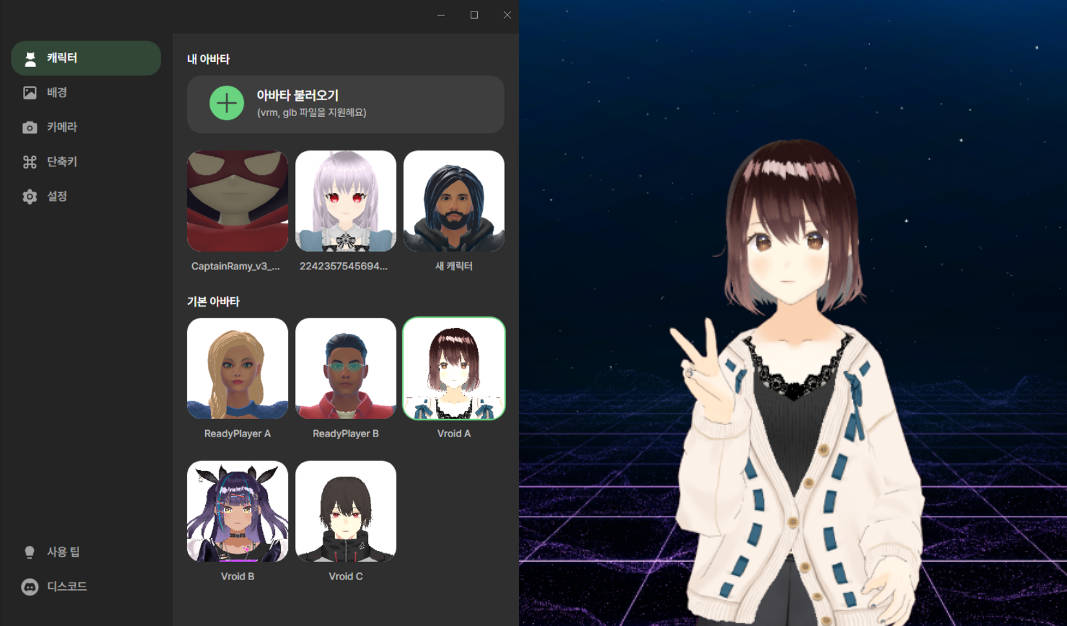 캐릭터
배경
카메라
단축키
설정
사용 팁
디스코드
내 아바타
아바타 불러오기
(vrm, glb 파일을 지원해요)
CaptainRamy_v3_...
2242357545694...
새 캐릭터
기본 아바타
ReadyPlayer A
ReadyPlayer B
Vroid A
Vroid B
Vroid C